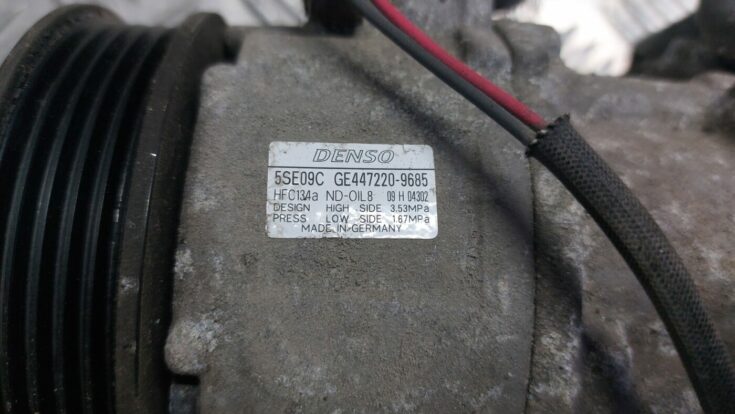 DENSO
5SE09C GE447220-9685
HFC134a ND-OIL8 09 H 04302
DESIGN HIGH SIDE 3.53MPa
PRESS LOW SIDE 1.67MPa
MADE IN GERMANY